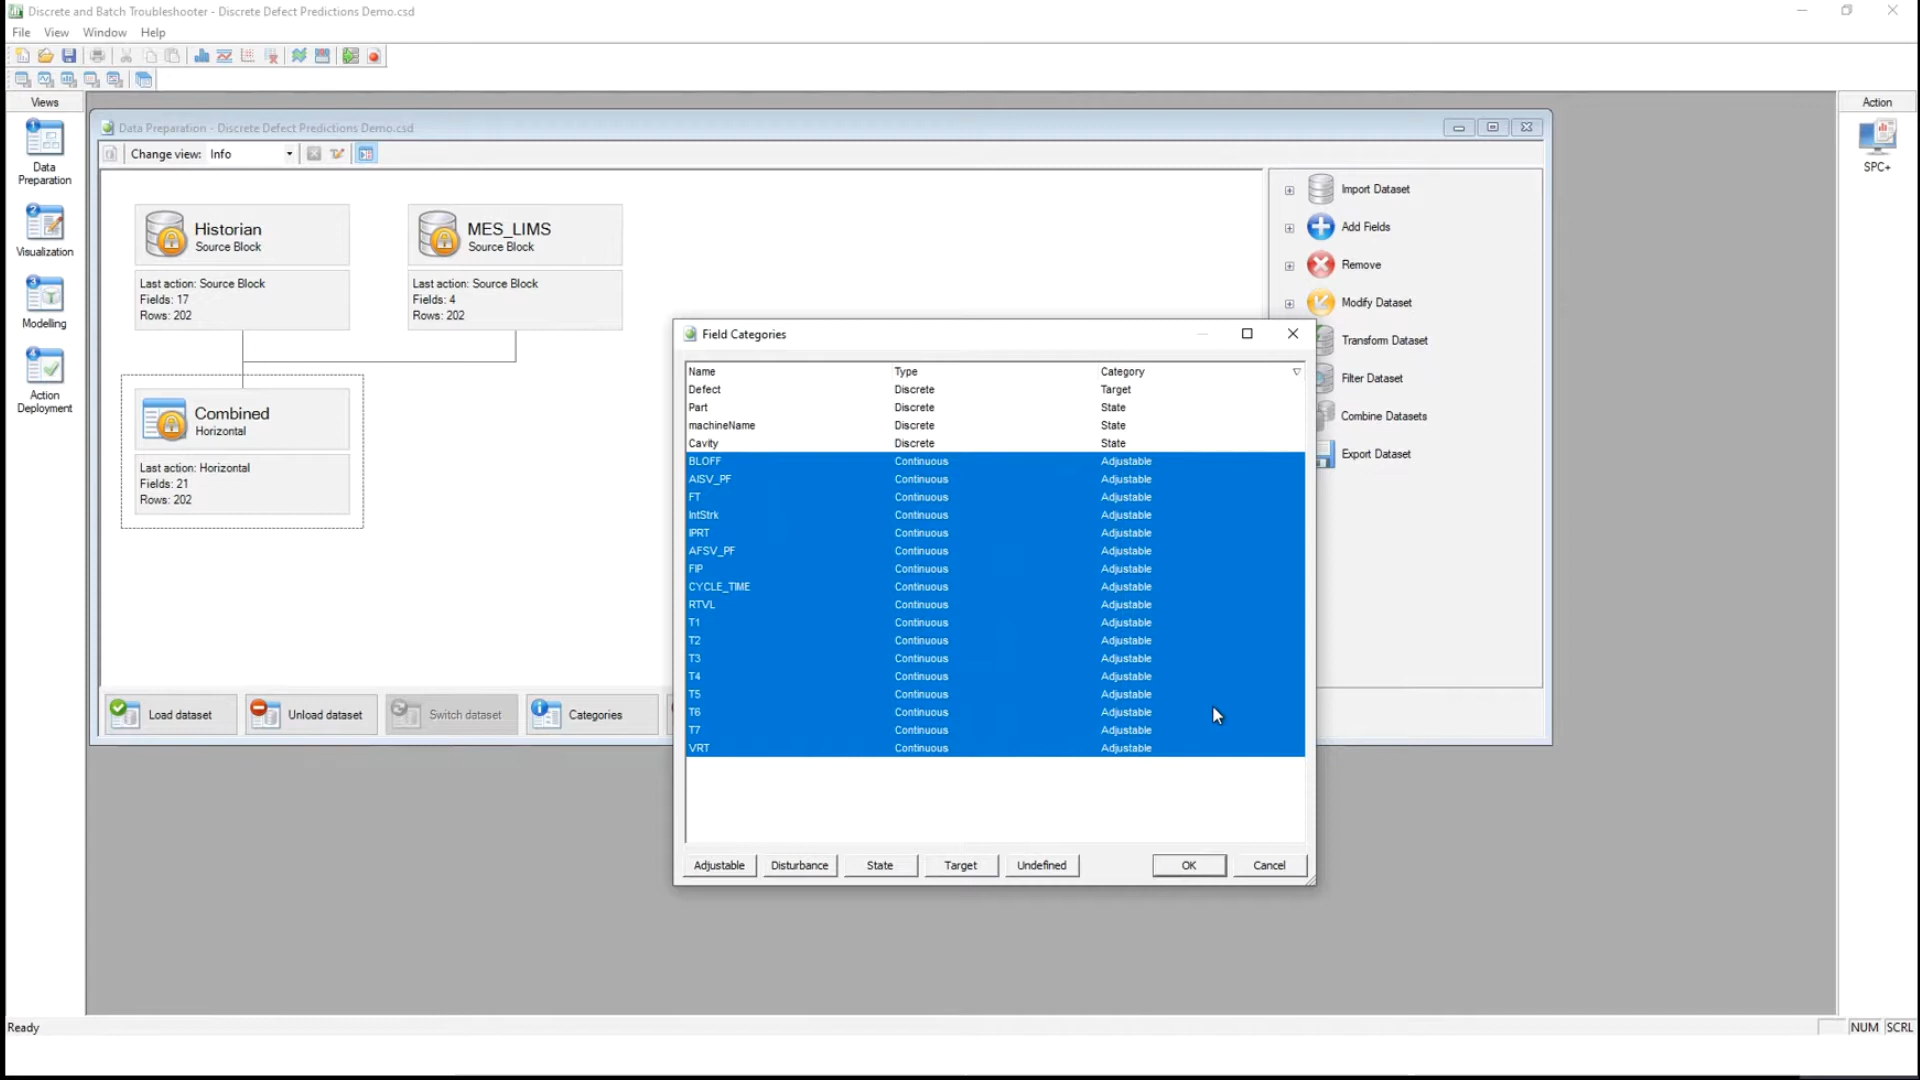 Discrete and Batch Troubleshooter - Discrete Defect Predictions Demo.csd
File View Window Help
Views
Action
1
Data
Preparation
2
Visualization
3
Modelling
4
Action
Deployment
SPC+
Data Preparation - Discrete Defect Predictions Demo.csd
Change view: Info
Historian
Source Block
Last action: Source Block
Fields: 17
Rows: 202
MES_LIMS
Source Block
Last action: Source Block
Fields: 4
Rows: 202
Combined
Horizontal
Last action: Horizontal
Fields: 21
Rows: 202
Import Dataset
Add Fields
Remove
Modify Dataset
Transform Dataset
Filter Dataset
Combine Datasets
Export Dataset
Load dataset
Unload dataset
Switch dataset
Categories
Field Categories
Name Type Category
Defect Discrete Target
Part Discrete State
machineName Discrete State
Cavity Discrete State
BLOFF Continuous Adjustable
AISV_PF Continuous Adjustable
FT Continuous Adjustable
IntStrk Continuous Adjustable
IPRT Continuous Adjustable
AFSV_PF Continuous Adjustable
FIP Continuous Adjustable
CYCLE_TIME Continuous Adjustable
RTVL Continuous Adjustable
T1 Continuous Adjustable
T2 Continuous Adjustable
T3 Continuous Adjustable
T4 Continuous Adjustable
T5 Continuous Adjustable
T6 Continuous Adjustable
T7 Continuous Adjustable
VRT Continuous Adjustable
Adjustable Disturbance State Target Undefined OK Cancel
Ready
NUM SCRL